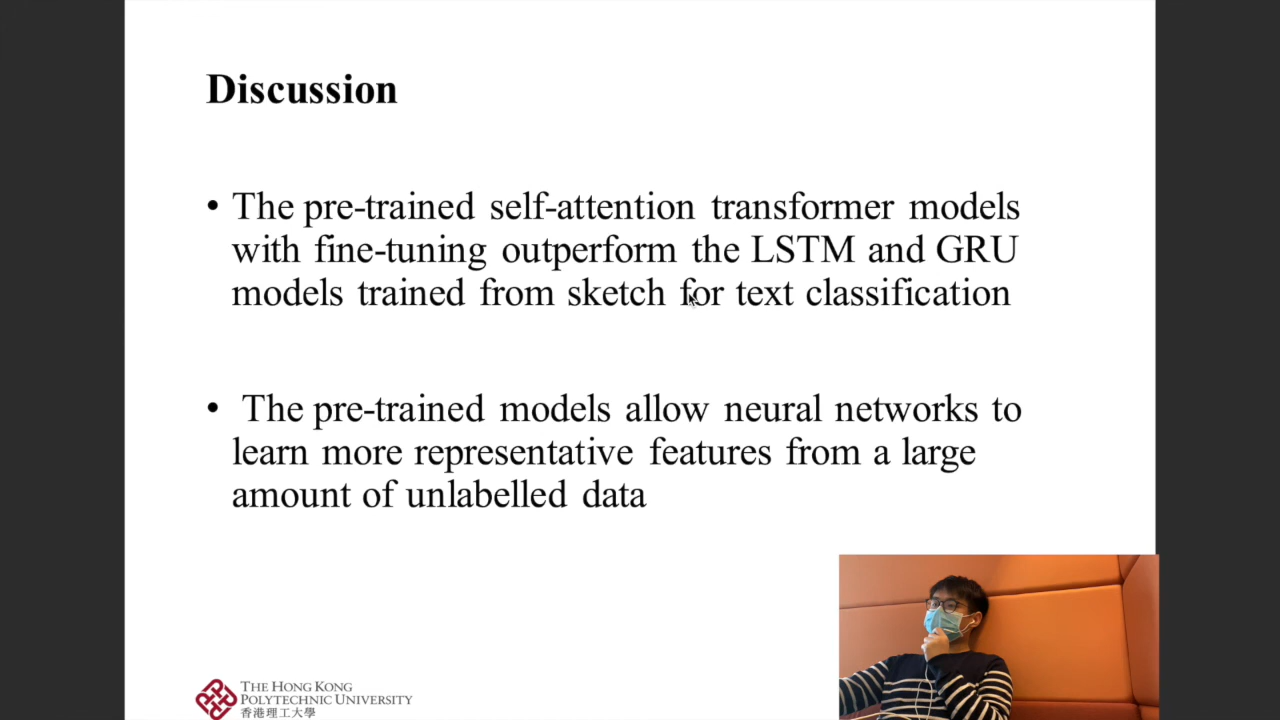 Discussion
• The pre-trained self-attention transformer models
with fine-tuning outperform the LSTM and GRU
models trained from sketch for text classification
• The pre-trained models allow neural networks to
learn more representative features from a large
amount of unlabelled data
THE HONG KONG
POLYTECHNIC UNIVERSITY
香港理工大學